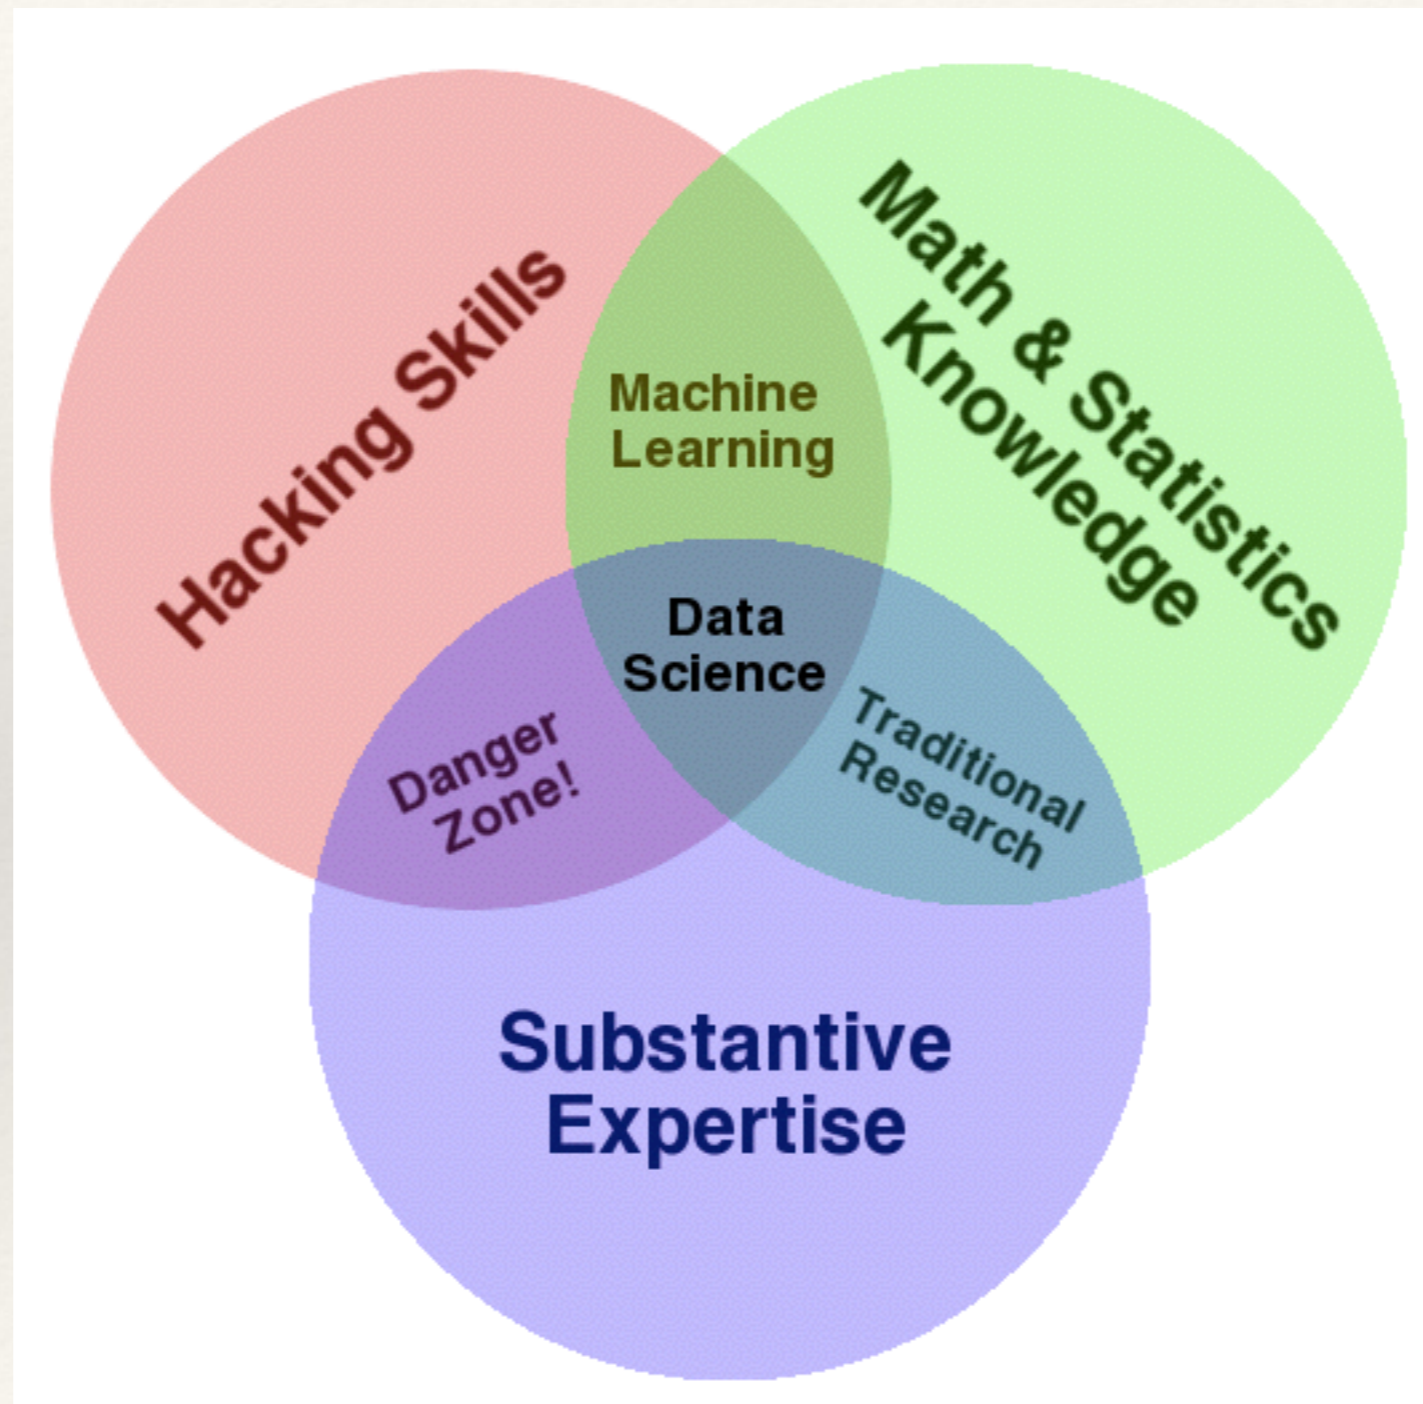 Hacking Skills
Math & Statistics
Knowledge
Machine
Learning
Data
Science
Danger
Zone!
Traditional
Research
Substantive
Expertise